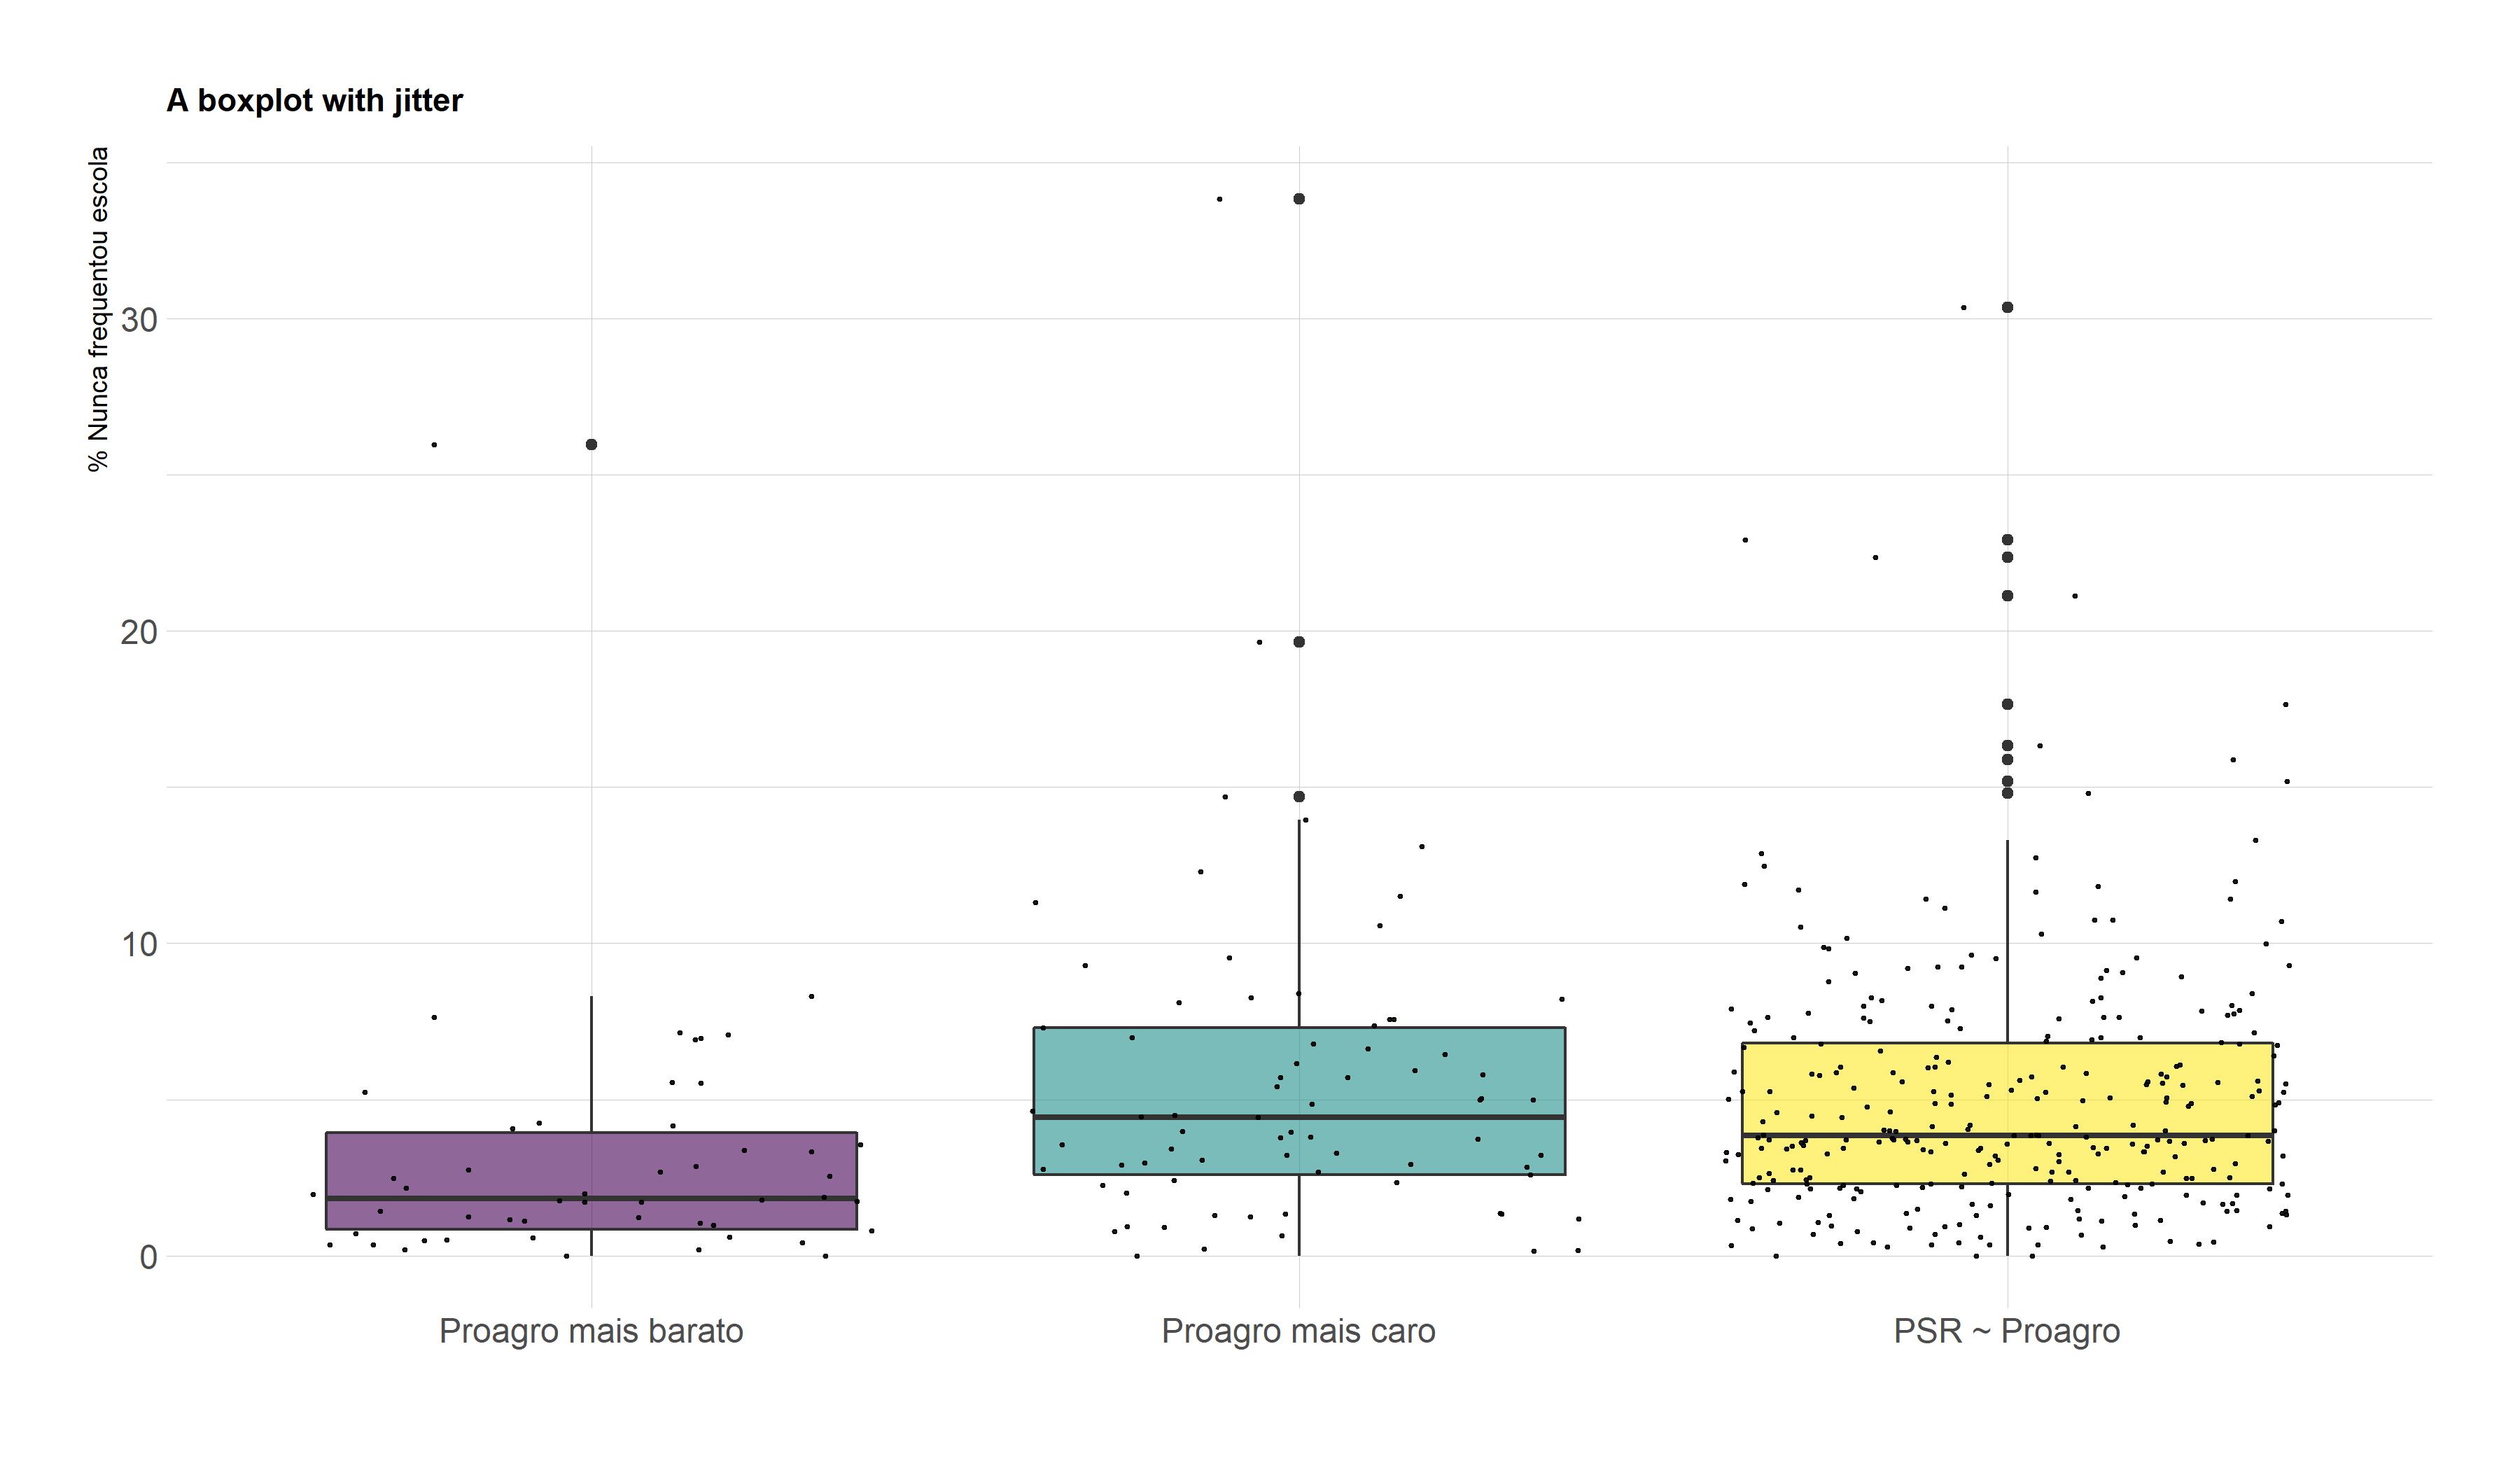 A boxplot with jitter
% Nunca frequentou escola
30
20
10
0
Proagro mais barato
Proagro mais caro
PSR ~ Proagro